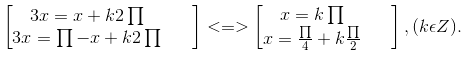 [3x = x + k2∏
3x = ∏ − x + k2∏] <=> [x = k∏
x = ∏/4 + k∏/2], (kϵZ).